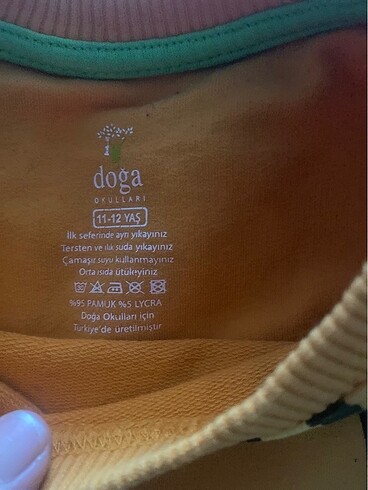 doğa
OKULLARI
11-12 YAŞ
İlk seferinde ayrı yıkayınız
Tersten ve ılık suda yıkayınız
Çamaşır suyu kullanmayınız
Orta ısıda ütüleyiniz
%95 PAMUK %5 LYCRA
Doğa Okulları için
Türkiye'de üretilmiştir